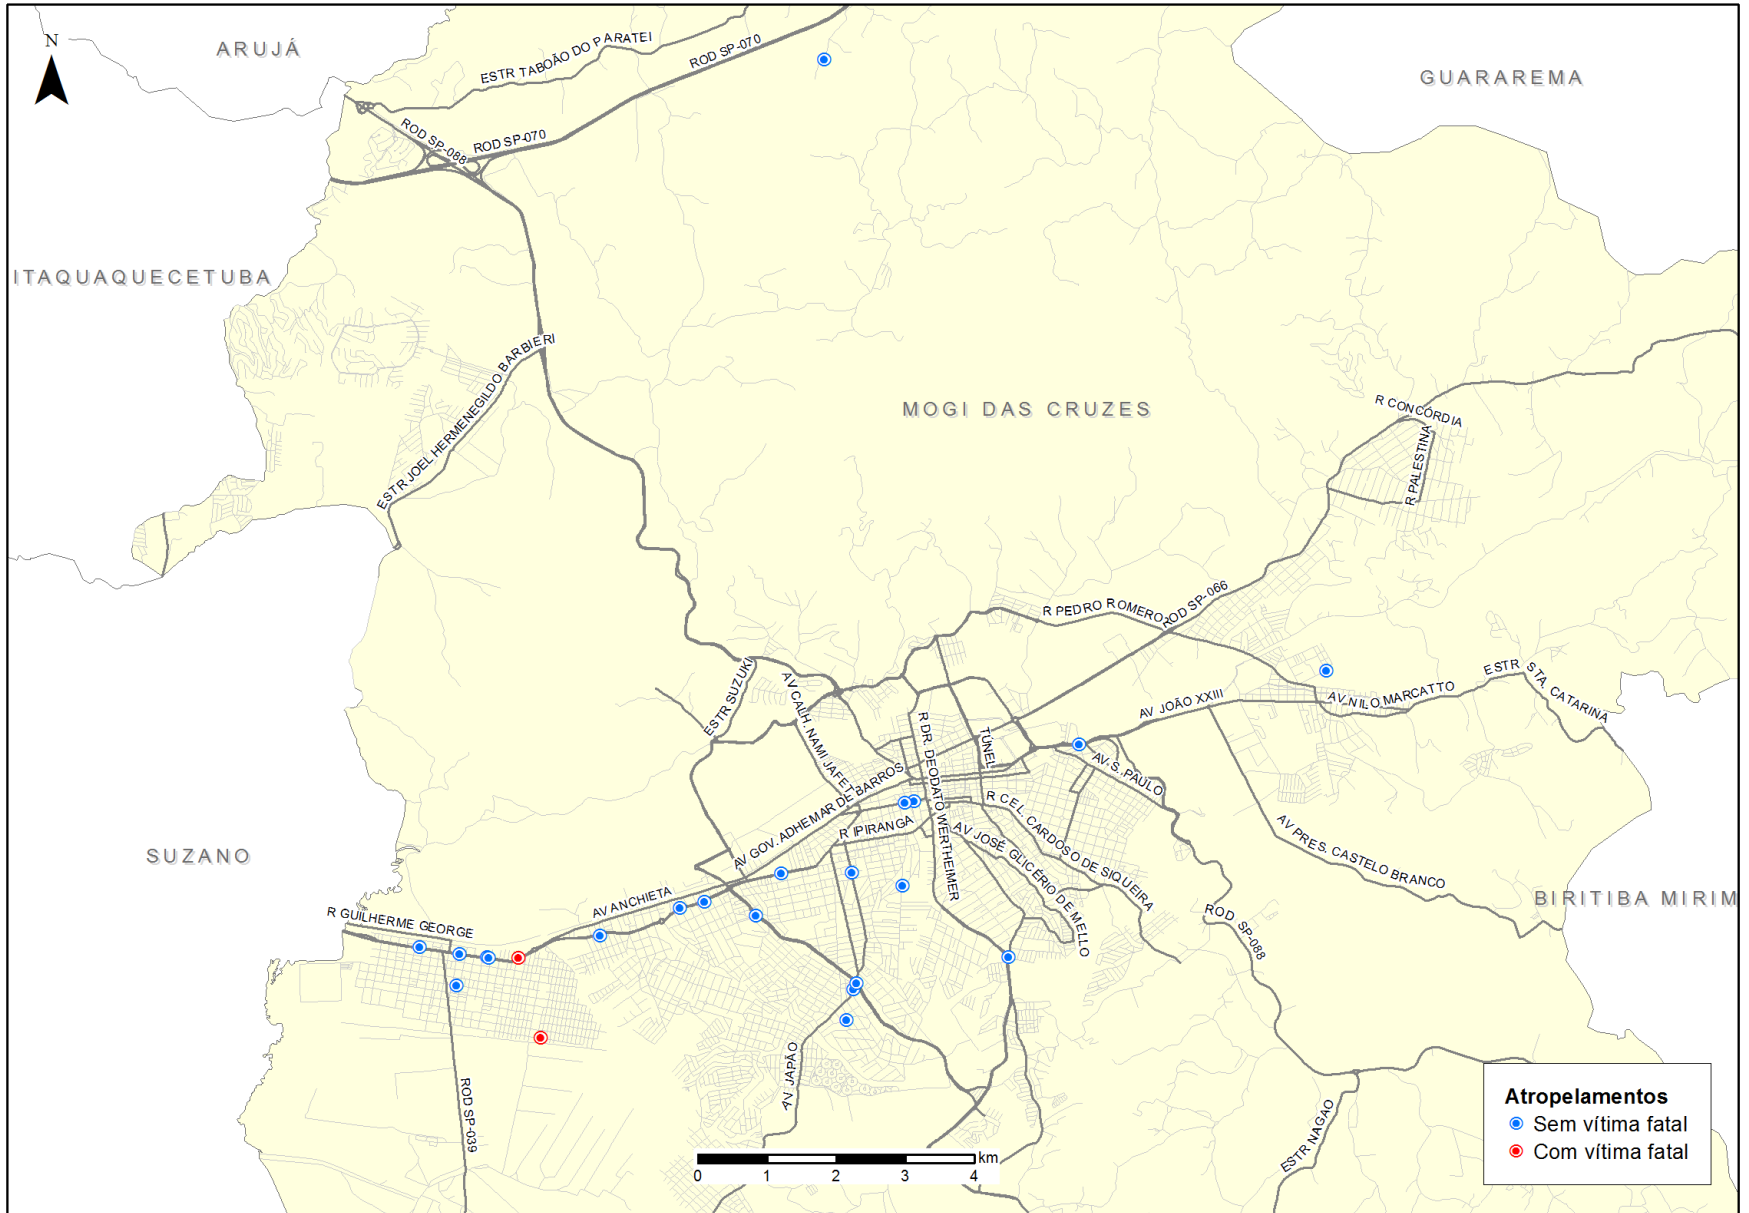 N
ARUJÁ
ESTR TABOÃO DO PARATEI
ROD SP-070
GUARAREMA
ROD SP-088
ROD SP-070
ITAQUAQUECETUBA
ESTR JOEL HERMENEGILDO BARBIERI
MOGI DAS CRUZES
R CONCÓRDIA
R PALESTINA
R PEDRO ROMERO
ROD SP-066
ESTR SUZUKI
AV CALH. NAMI JAFET
R DR. DEODATO WERTHEIMER
TÚNEL
AV JOÃO XXIII
AV NILO MARCATTO
ESTR STA. CATARINA
AV. S. PAULO
AV GOV. ADHEMAR DE BARROS
R IPIRANGA
R CEL. CARDOSO DE SIQUEIRA
AV JOSÉ GLICÉRIO DE MELLO
AV PRES. CASTELO BRANCO
SUZANO
BIRITIBA MIRIM
AV ANCHIETA
R GUILHERME GEORGE
ROD. SP-088
AV JAPÃO
ROD SP-039
ESTR NAGAO
km
0 1 2 3 4
Atropelamentos
Sem vítima fatal
Com vítima fatal